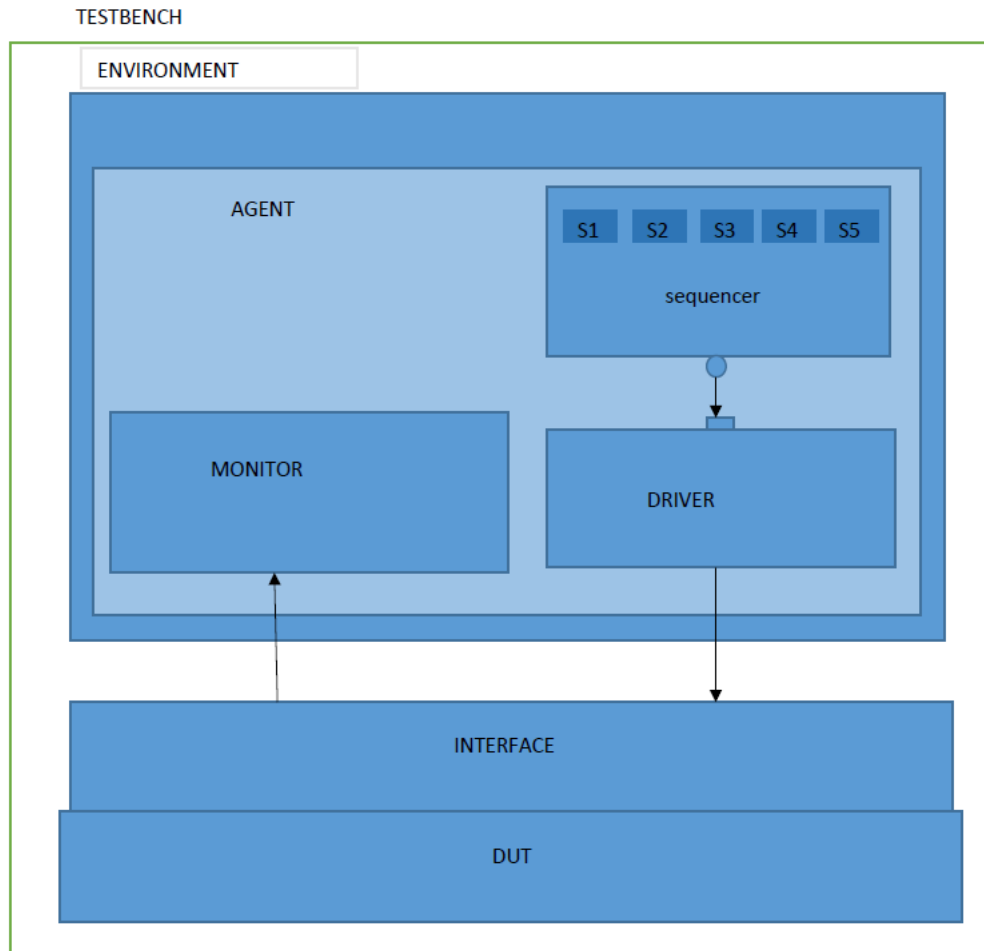 TESTBENCH
ENVIRONMENT
AGENT
S1 S2 S3 S4 S5
sequencer
MONITOR
DRIVER
INTERFACE
DUT